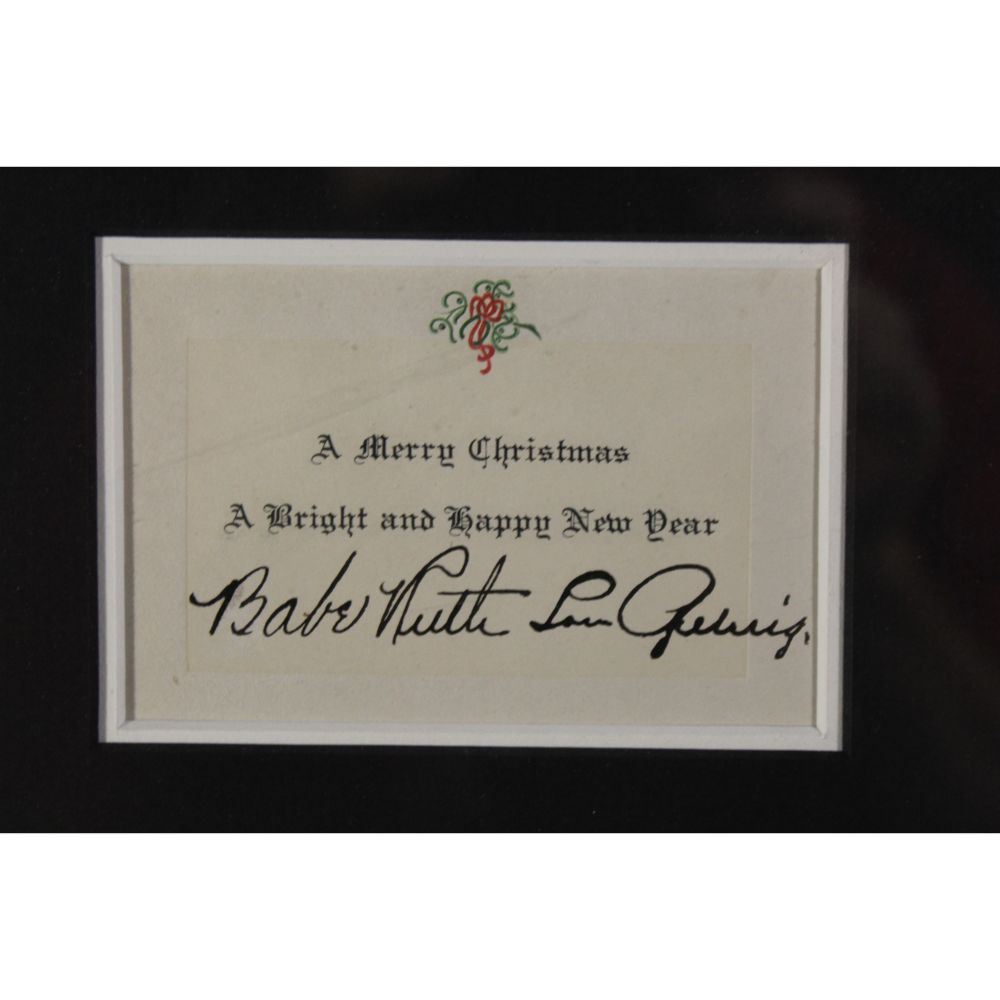 A Merry Christmas
A Bright and Happy New Year
Babe Ruth Lou Gehrig.